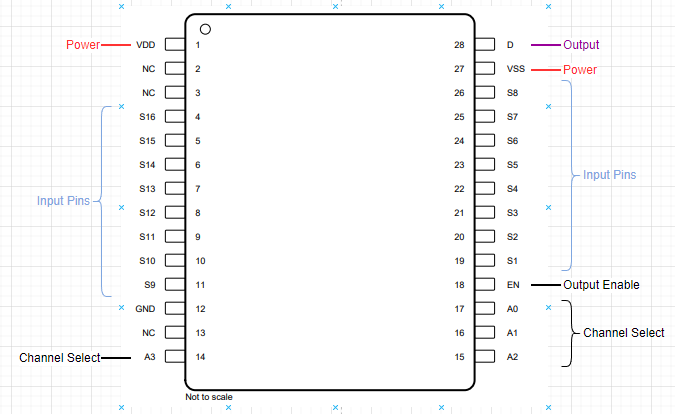 Power VDD 1 28 D Output
NC 2 27 VSS Power
NC 3 26 S8
S16 4 25 S7
S15 5 24 S6
S14 6 23 S5
S13 7 22 S4 Input Pins
Input Pins S12 8 21 S3
S11 9 20 S2
S10 10 19 S1
S9 11 18 EN Output Enable
GND 12 17 A0
NC 13 16 A1 Channel Select
Channel Select A3 14 15 A2
Not to scale